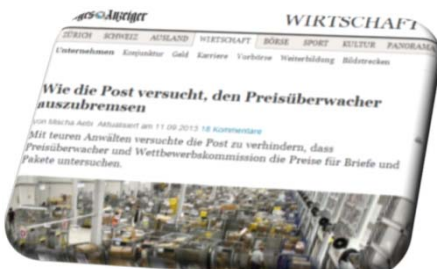 ges-Anzeiger
WIRTSCHAFT
ZÜRICH SCHWEIZ AUSLAND WIRTSCHAFT BÖRSE SPORT KULTUR PANORAMA
Unternehmen Konjunktur Geld Karriere Vorbörse Weiterbildung Bildstrecken
Wie die Post versucht, den Preisüberwacher
auszubremsen
Von Mischa Aebi. Aktualisiert am 11.09.2013 18 Kommentare
Mit teuren Anwälten versuchte die Post zu verhindern, dass
Preisüberwacher und Wettbewerbskommission die Preise für Briefe und
Pakete untersuchen.